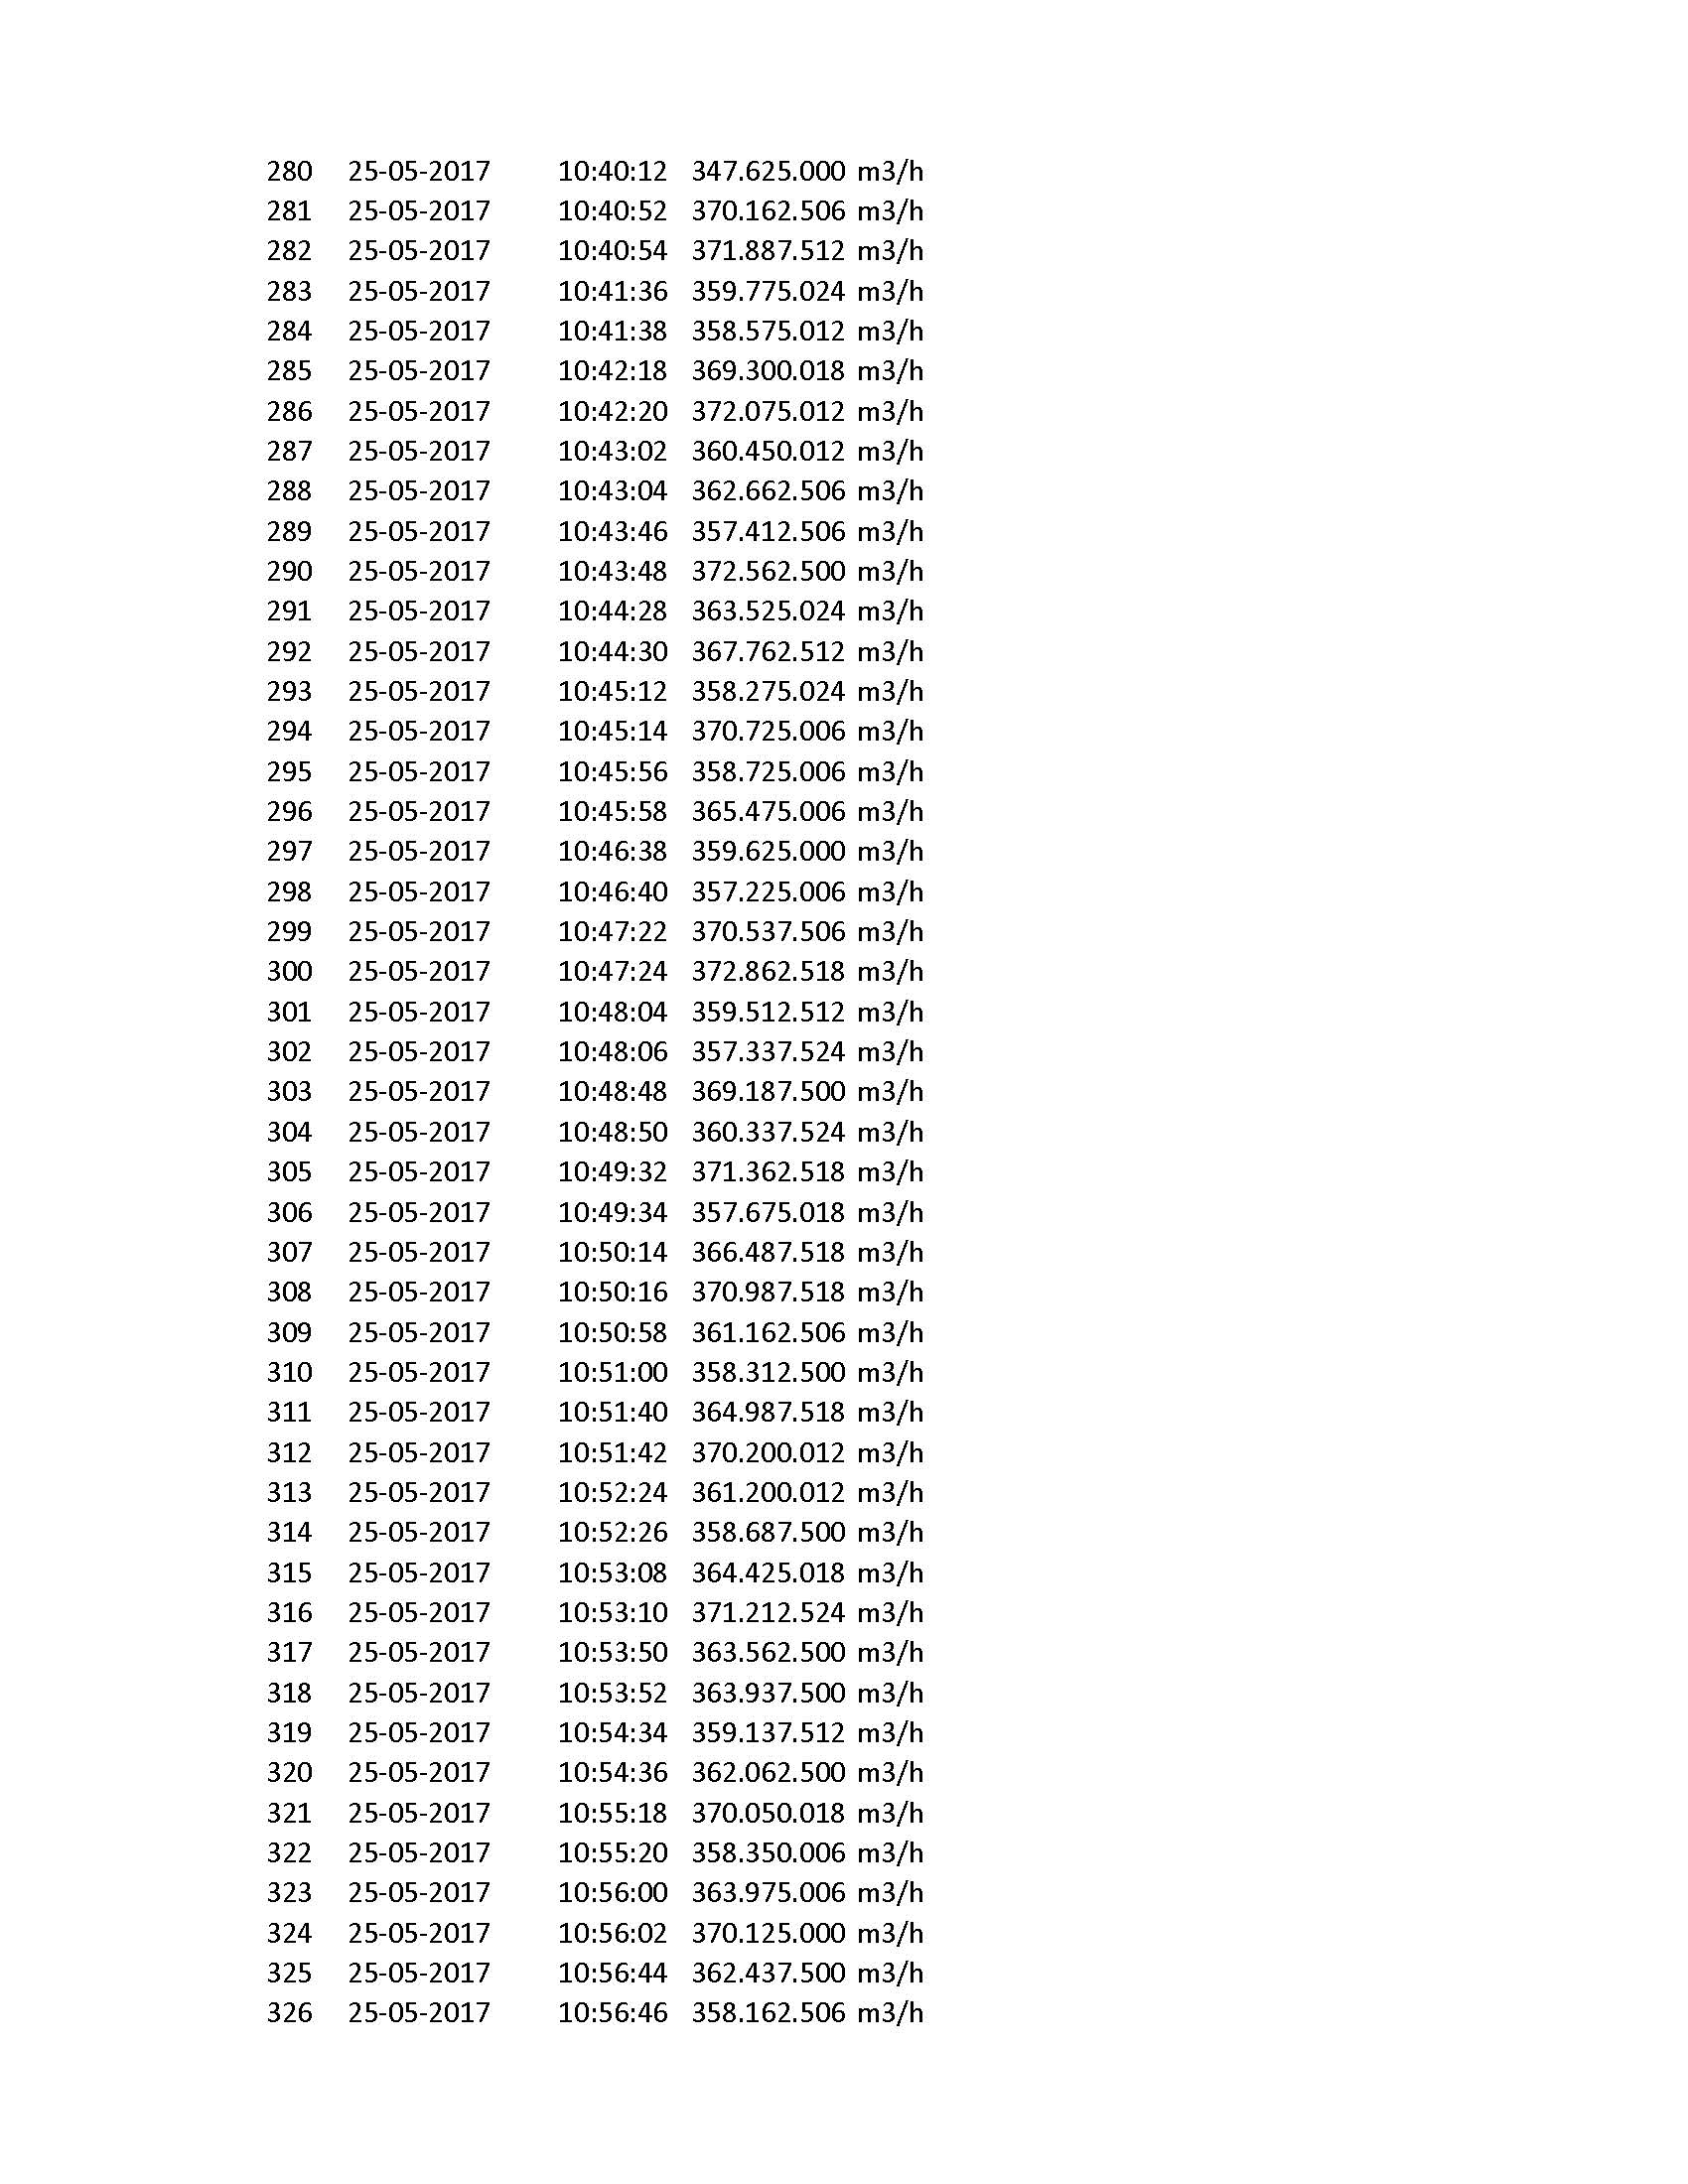 280 25-05-2017 10:40:12 347.625.000 m3/h
281 25-05-2017 10:40:52 370.162.506 m3/h
282 25-05-2017 10:40:54 371.887.512 m3/h
283 25-05-2017 10:41:36 359.775.024 m3/h
284 25-05-2017 10:41:38 358.575.012 m3/h
285 25-05-2017 10:42:18 369.300.018 m3/h
286 25-05-2017 10:42:20 372.075.012 m3/h
287 25-05-2017 10:43:02 360.450.012 m3/h
288 25-05-2017 10:43:04 362.662.506 m3/h
289 25-05-2017 10:43:46 357.412.506 m3/h
290 25-05-2017 10:43:48 372.562.500 m3/h
291 25-05-2017 10:44:28 363.525.024 m3/h
292 25-05-2017 10:44:30 367.762.512 m3/h
293 25-05-2017 10:45:12 358.275.024 m3/h
294 25-05-2017 10:45:14 370.725.006 m3/h
295 25-05-2017 10:45:56 358.725.006 m3/h
296 25-05-2017 10:45:58 365.475.006 m3/h
297 25-05-2017 10:46:38 359.625.000 m3/h
298 25-05-2017 10:46:40 357.225.006 m3/h
299 25-05-2017 10:47:22 370.537.506 m3/h
300 25-05-2017 10:47:24 372.862.518 m3/h
301 25-05-2017 10:48:04 359.512.512 m3/h
302 25-05-2017 10:48:06 357.337.524 m3/h
303 25-05-2017 10:48:48 369.187.500 m3/h
304 25-05-2017 10:48:50 360.337.524 m3/h
305 25-05-2017 10:49:32 371.362.518 m3/h
306 25-05-2017 10:49:34 357.675.018 m3/h
307 25-05-2017 10:50:14 366.487.518 m3/h
308 25-05-2017 10:50:16 370.987.518 m3/h
309 25-05-2017 10:50:58 361.162.506 m3/h
310 25-05-2017 10:51:00 358.312.500 m3/h
311 25-05-2017 10:51:40 364.987.518 m3/h
312 25-05-2017 10:51:42 370.200.012 m3/h
313 25-05-2017 10:52:24 361.200.012 m3/h
314 25-05-2017 10:52:26 358.687.500 m3/h
315 25-05-2017 10:53:08 364.425.018 m3/h
316 25-05-2017 10:53:10 371.212.524 m3/h
317 25-05-2017 10:53:50 363.562.500 m3/h
318 25-05-2017 10:53:52 363.937.500 m3/h
319 25-05-2017 10:54:34 359.137.512 m3/h
320 25-05-2017 10:54:36 362.062.500 m3/h
321 25-05-2017 10:55:18 370.050.018 m3/h
322 25-05-2017 10:55:20 358.350.006 m3/h
323 25-05-2017 10:56:00 363.975.006 m3/h
324 25-05-2017 10:56:02 370.125.000 m3/h
325 25-05-2017 10:56:44 362.437.500 m3/h
326 25-05-2017 10:56:46 358.162.506 m3/h